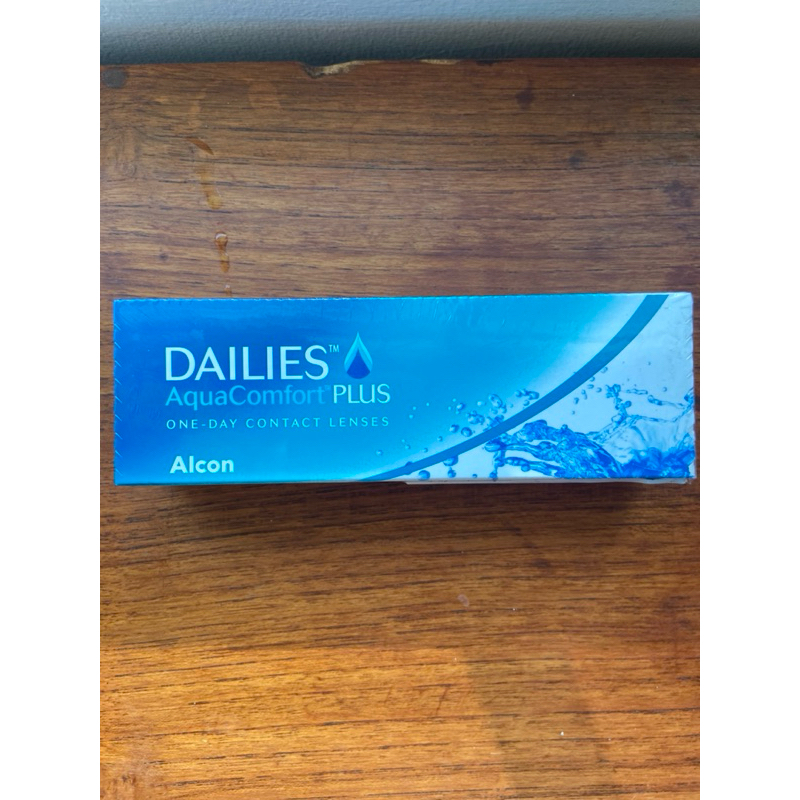 DAILIES™
AquaComfort® PLUS
ONE-DAY CONTACT LENSES
Alcon